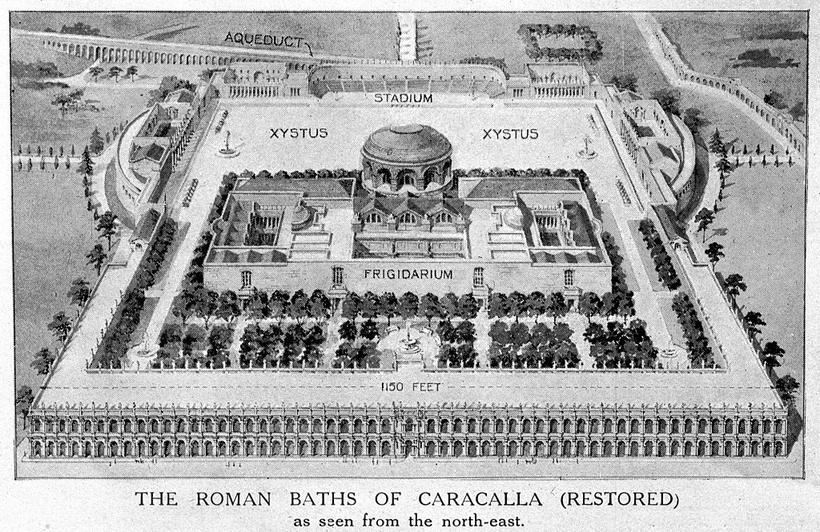 AQUEDUCT
STADIUM
XYSTUS XYSTUS
FRIGIDARIUM
1150 FEET
THE ROMAN BATHS OF CARACALLA (RESTORED)
as seen from the north-east.